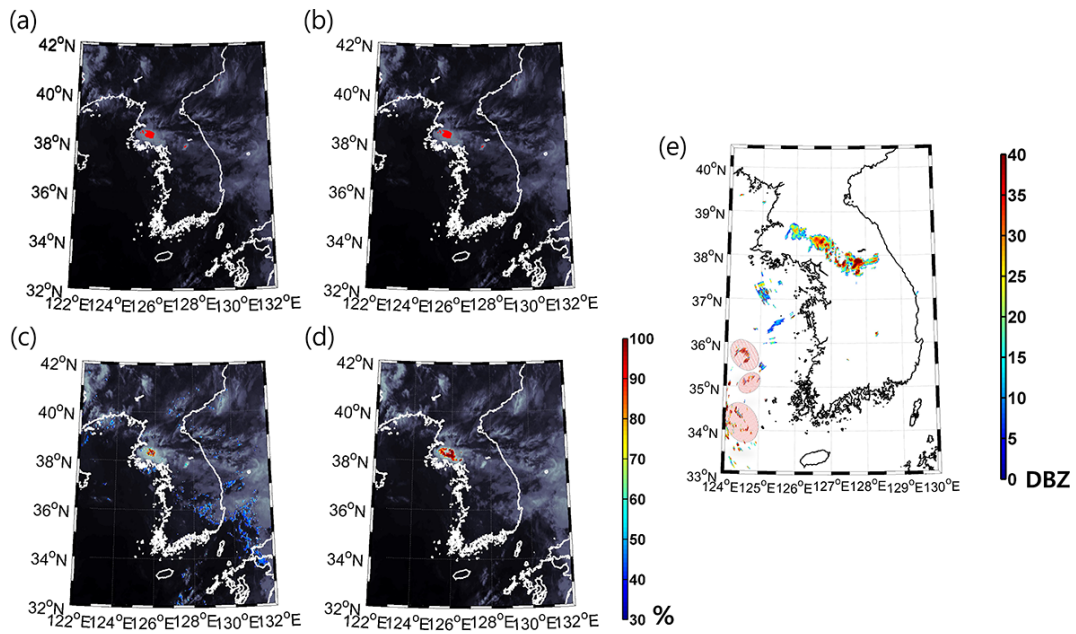 (a)
42°N
40°N
38°N
36°N
34°N
32°N
122°E124°E126°E128°E130°E132°E
(b)
42°N
40°N
38°N
36°N
34°N
32°N
122°E124°E126°E128°E130°E132°E
(c)
42°N
40°N
38°N
36°N
34°N
32°N
122°E124°E126°E128°E130°E132°E
(d)
42°N
40°N
38°N
36°N
34°N
32°N
122°E124°E126°E128°E130°E132°E
100
90
80
70
60
50
40
30 %
(e)
40°N
39°N
38°N
37°N
36°N
35°N
34°N
33°N
124°E125°E126°E127°E128°E129°E130°E
40
35
30
25
20
15
10
5
0 DBZ